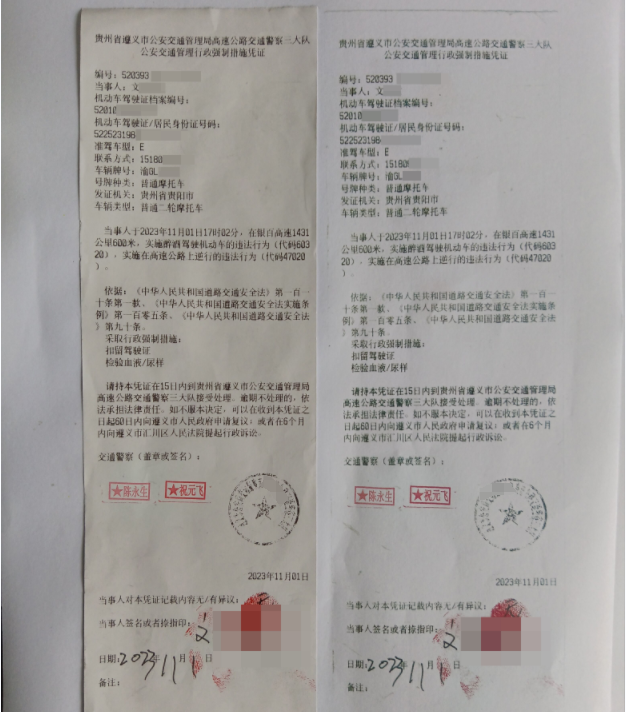 贵州省遵义市公安交通管理局高速公路交通警察三大队
公安交通管理行政强制措施凭证
编号：520393
当事人：文
机动车驾驶证档案编号：
52010
机动车驾驶证/居民身份证号码：
522523196
准驾车型：E
联系方式：15180
车辆牌号：渝GL
号牌种类：普通摩托车
发证机关：贵州省贵阳市
车辆类型：普通二轮摩托车
当事人于2023年11月01日17时02分，在银百高速1431
公里600米，实施醉酒驾驶机动车的违法行为（代码603
20），实施在高速公路上逆行的违法行为（代码47020
）．
依据：《中华人民共和国道路交通安全法》第一百一
十条第一款、《中华人民共和国道路交通安全法实施条
例》第一百零五条、《中华人民共和国道路交通安全法》
第九十条．
采取行政强制措施：
扣留驾驶证
检验血液/尿样
请持本凭证在15日内到贵州省遵义市公安交通管理局
高速公路交通警察三大队接受处理．逾期不处理的，依
法承担法律责任．如不服本决定，可以在收到本凭证之
日起60日内向遵义市人民政府申请复议；或者在6个月
内向遵义市汇川区人民法院提起行政诉讼．
交通警察（盖章或签名）：
★陈永生 ★祝元飞
2023年11月01日
当事人对本凭证记载内容无/有异议：
当事人签名或者捺指印：
日期：2023年11月1日
备注：
贵州省遵义市公安交通管理局高速公路交通警察三大队
公安交通管理行政强制措施凭证
编号：520393
当事人：文
机动车驾驶证档案编号：
52010
机动车驾驶证/居民身份证号码：
522523196
准驾车型：E
联系方式：15180
车辆牌号：渝GL
号牌种类：普通摩托车
发证机关：贵州省贵阳市
车辆类型：普通二轮摩托车
当事人于2023年11月01日17时02分，在银百高速1431
公里600米，实施醉酒驾驶机动车的违法行为（代码603
20），实施在高速公路上逆行的违法行为（代码47020
）．
依据：《中华人民共和国道路交通安全法》第一百一
十条第一款、《中华人民共和国道路交通安全法实施条
例》第一百零五条、《中华人民共和国道路交通安全法》
第九十条．
采取行政强制措施：
扣留驾驶证
检验血液/尿样
请持本凭证在15日内到贵州省遵义市公安交通管理局
高速公路交通警察三大队接受处理．逾期不处理的，依
法承担法律责任．如不服本决定，可以在收到本凭证之
日起60日内向遵义市人民政府申请复议；或者在6个月
内向遵义市汇川区人民法院提起行政诉讼．
交通警察（盖章或签名）：
★陈永生 ★祝元飞
2023年11月01日
当事人对本凭证记载内容无/有异议：
当事人签名或者捺指印：
日期：2023年11月1日
备注：